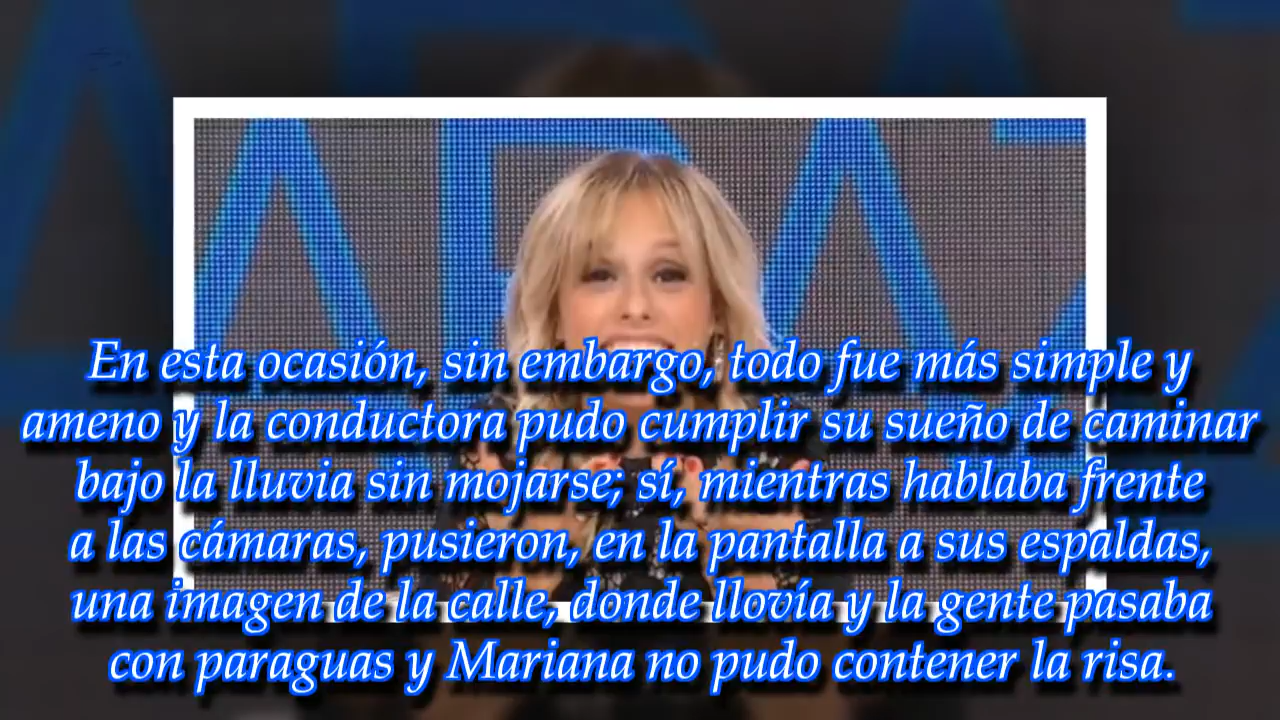 En esta ocasión, sin embargo, todo fue más simple y
ameno y la conductora pudo cumplir su sueño de caminar
bajo la lluvia sin mojarse; sí, mientras hablaba frente
a las cámaras, pusieron, en la pantalla a sus espaldas,
una imagen de la calle, donde llovía y la gente pasaba
con paraguas y Mariana no pudo contener la risa.